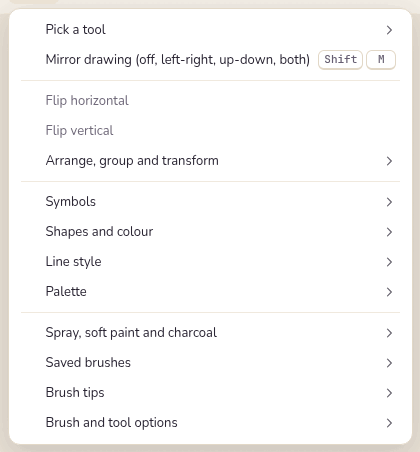 Pick a tool
Mirror drawing (off, left-right, up-down, both) Shift M
Flip horizontal
Flip vertical
Arrange, group and transform
Symbols
Shapes and colour
Line style
Palette
Spray, soft paint and charcoal
Saved brushes
Brush tips
Brush and tool options